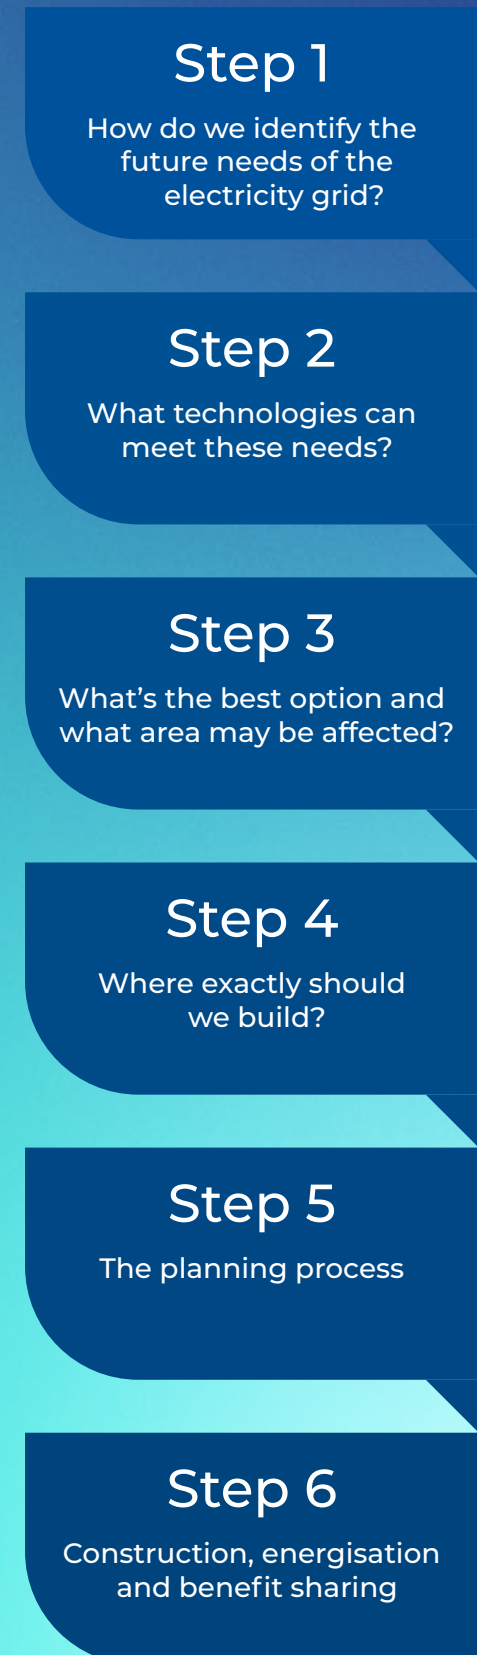 Step 1
How do we identify the
future needs of the
electricity grid?
Step 2
What technologies can
meet these needs?
Step 3
What’s the best option and
what area may be affected?
Step 4
Where exactly should
we build?
Step 5
The planning process
Step 6
Construction, energisation
and benefit sharing